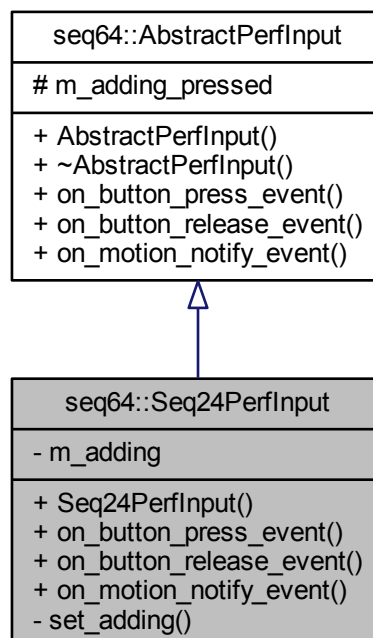 seq64::AbstractPerfInput
# m_adding_pressed
+ AbstractPerfInput()
+ ~AbstractPerfInput()
+ on_button_press_event()
+ on_button_release_event()
+ on_motion_notify_event()
seq64::Seq24PerfInput
- m_adding
+ Seq24PerfInput()
+ on_button_press_event()
+ on_button_release_event()
+ on_motion_notify_event()
- set_adding()